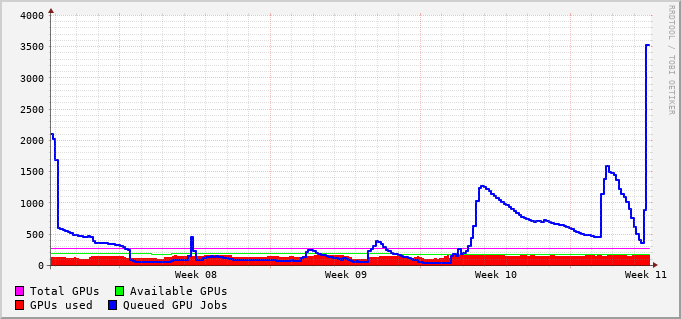 4000
3500
3000
2500
2000
1500
1000
500
0
Week 08 Week 09 Week 10 Week 11
Total GPUs Available GPUs
GPUs used Queued GPU Jobs
RRDTOOL / TOBI OETIKER